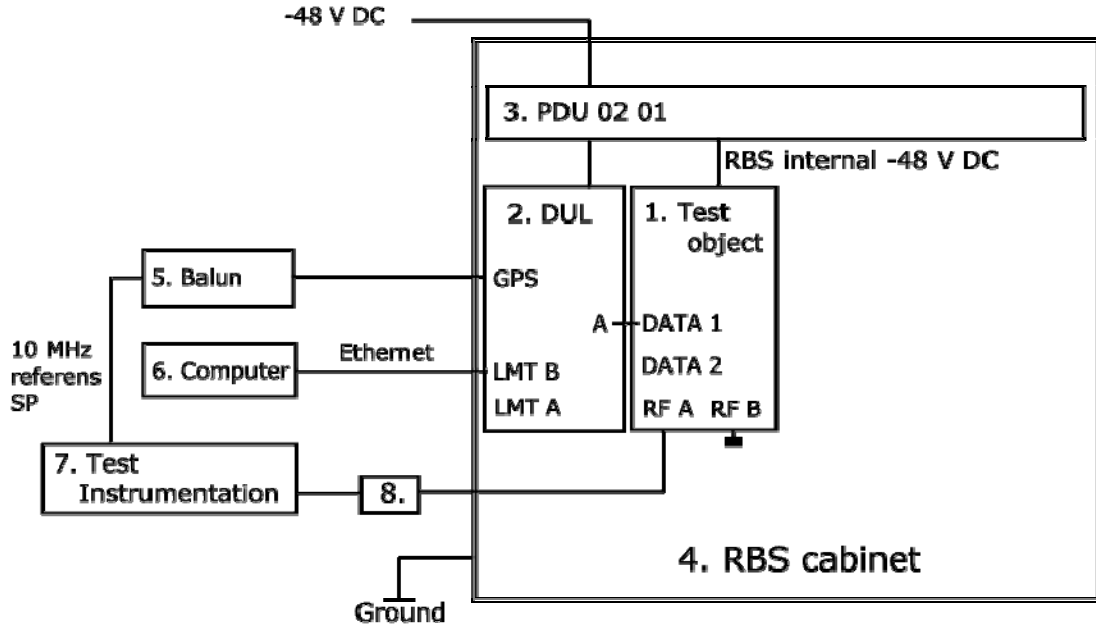 -48 V DC
3. PDU 02 01
RBS internal -48 V DC
2. DUL
1. Test
object
5. Balun
GPS
A
DATA 1
10 MHz
referens
SP
Ethernet
6. Computer
LMT B
DATA 2
LMT A
RF A RF B
7. Test
Instrumentation
8.
4. RBS cabinet
Ground